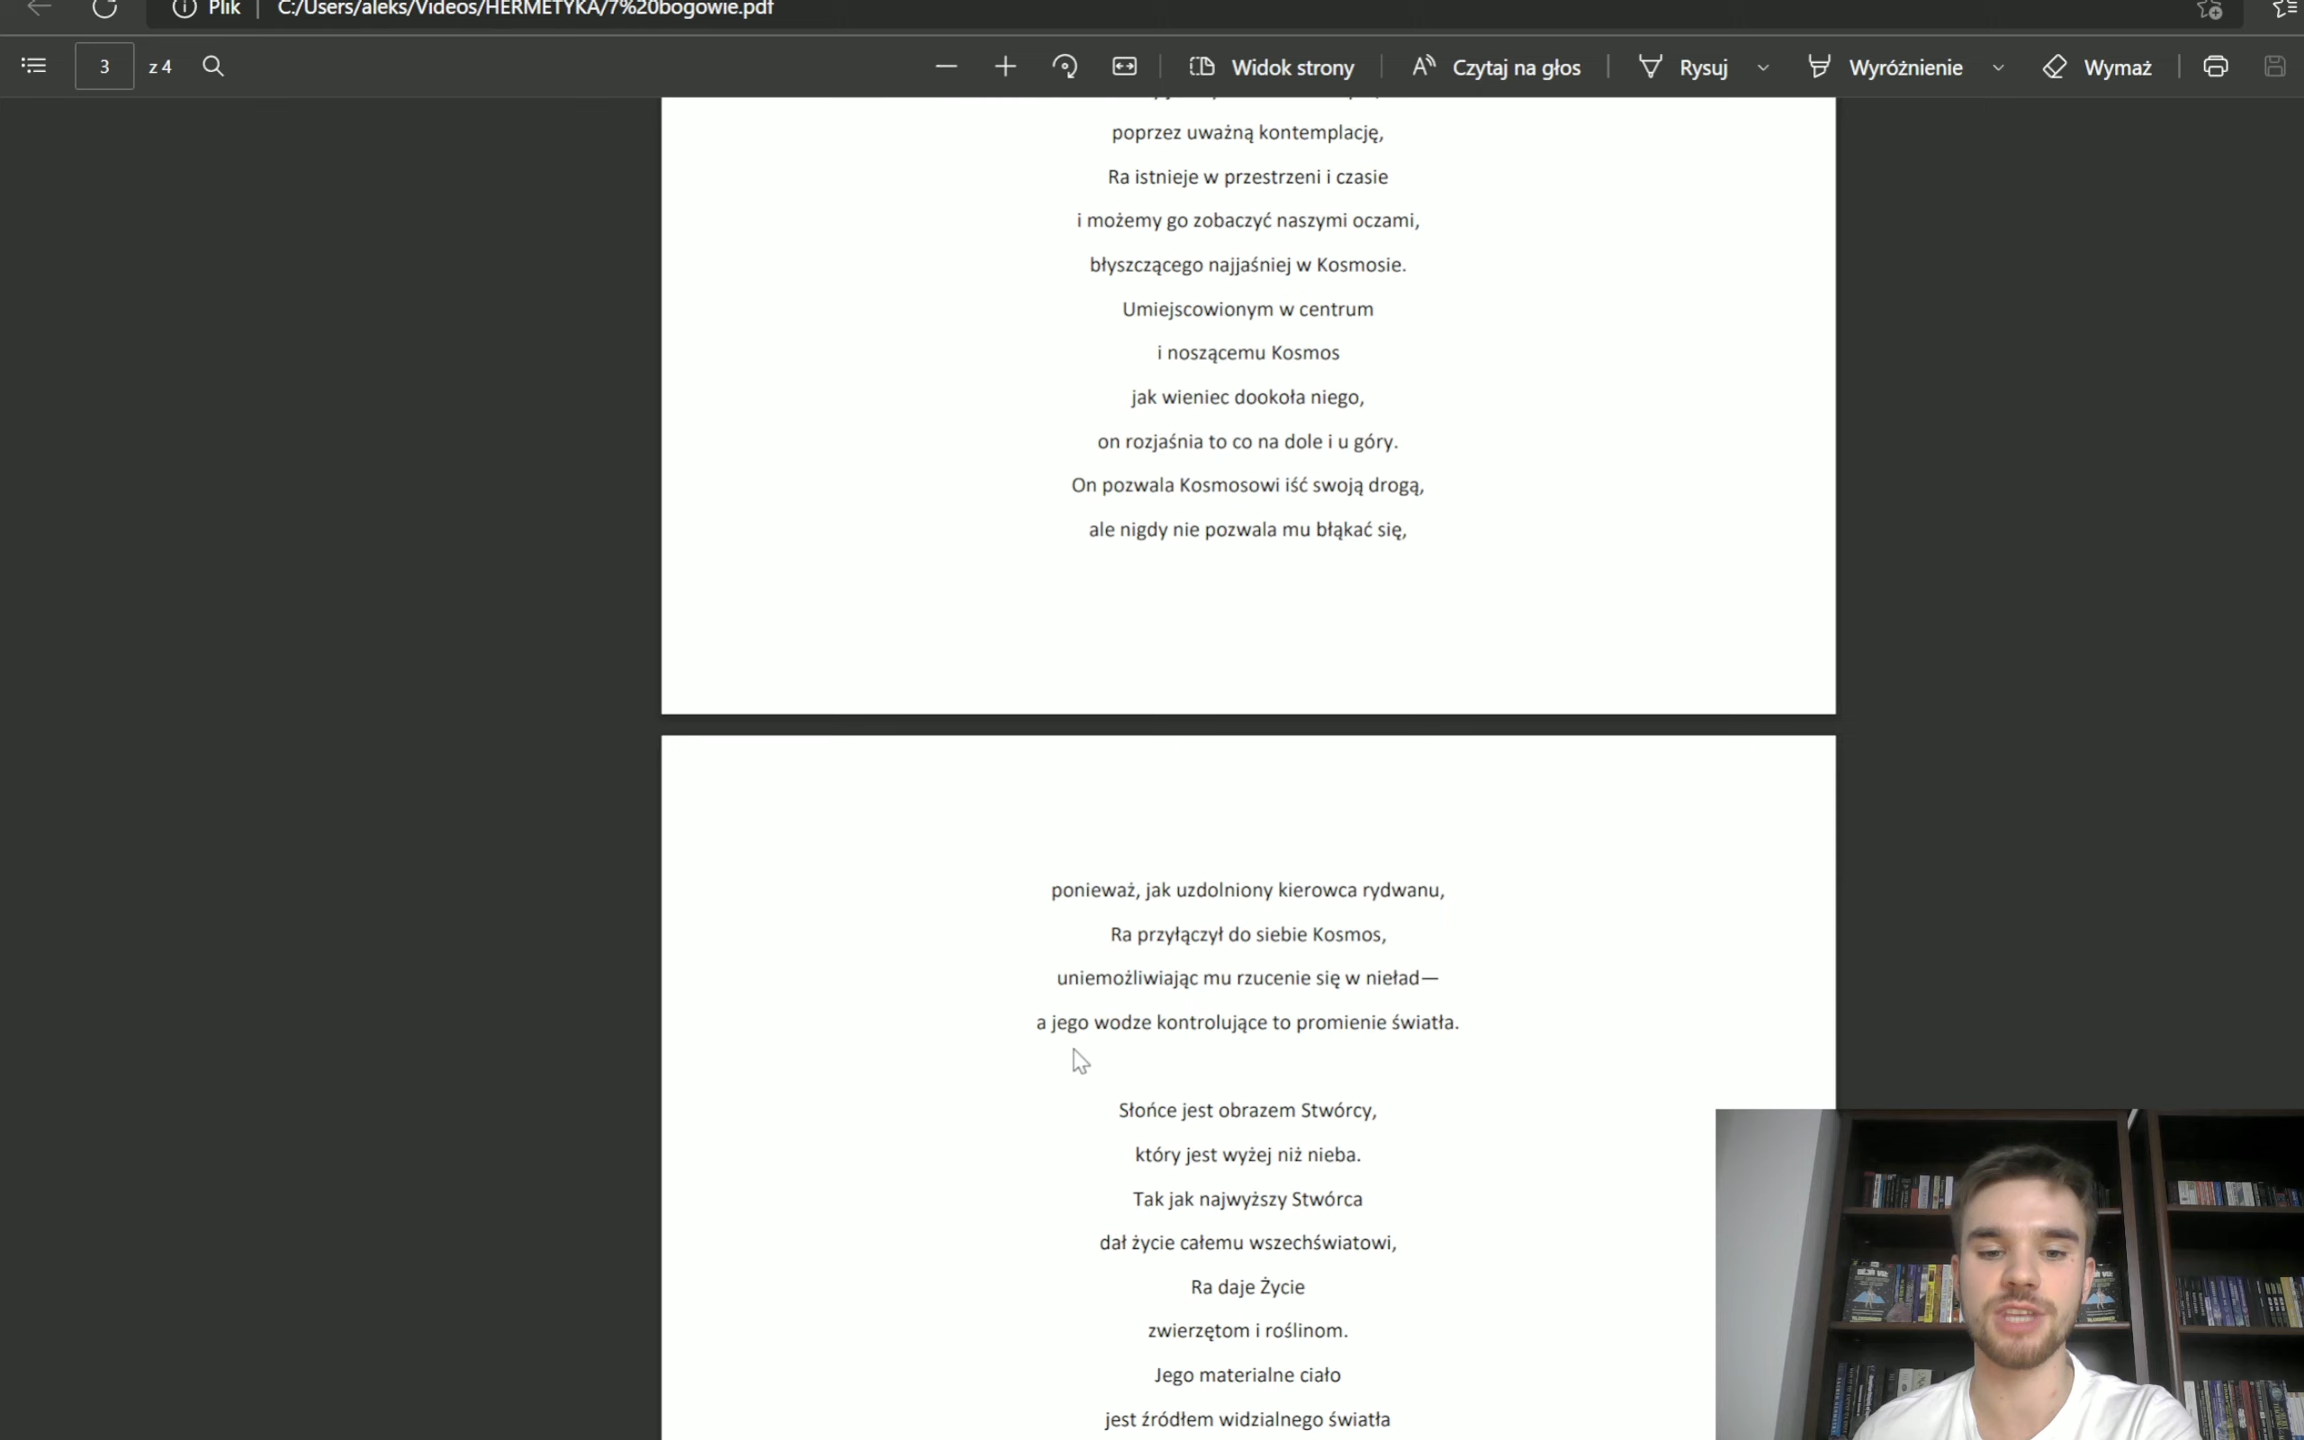 Plik
C:/Users/aleks/Videos/HERMETYKA/7%20bogowie.pdf
3 z 4
Widok strony
Czytaj na głos
Rysuj
Wyróżnienie
Wymaż
poprzez uważną kontemplację,
Ra istnieje w przestrzeni i czasie
i możemy go zobaczyć naszymi oczami,
błyszczącego najjaśniej w Kosmosie.
Umiejscowionym w centrum
i noszącemu Kosmos
jak wieniec dookoła niego,
on rozjaśnia to co na dole i u góry.
On pozwala Kosmosowi iść swoją drogą,
ale nigdy nie pozwala mu błąkać się,
ponieważ, jak uzdolniony kierowca rydwanu,
Ra przyłączył do siebie Kosmos,
uniemożliwiając mu rzucenie się w nieład—
a jego wodze kontrolujące to promienie światła.
Słońce jest obrazem Stwórcy,
który jest wyżej niż nieba.
Tak jak najwyższy Stwórca
dał życie całemu wszechświatowi,
Ra daje Życie
zwierzętom i roślinom.
Jego materialne ciało
jest źródłem widzialnego światła